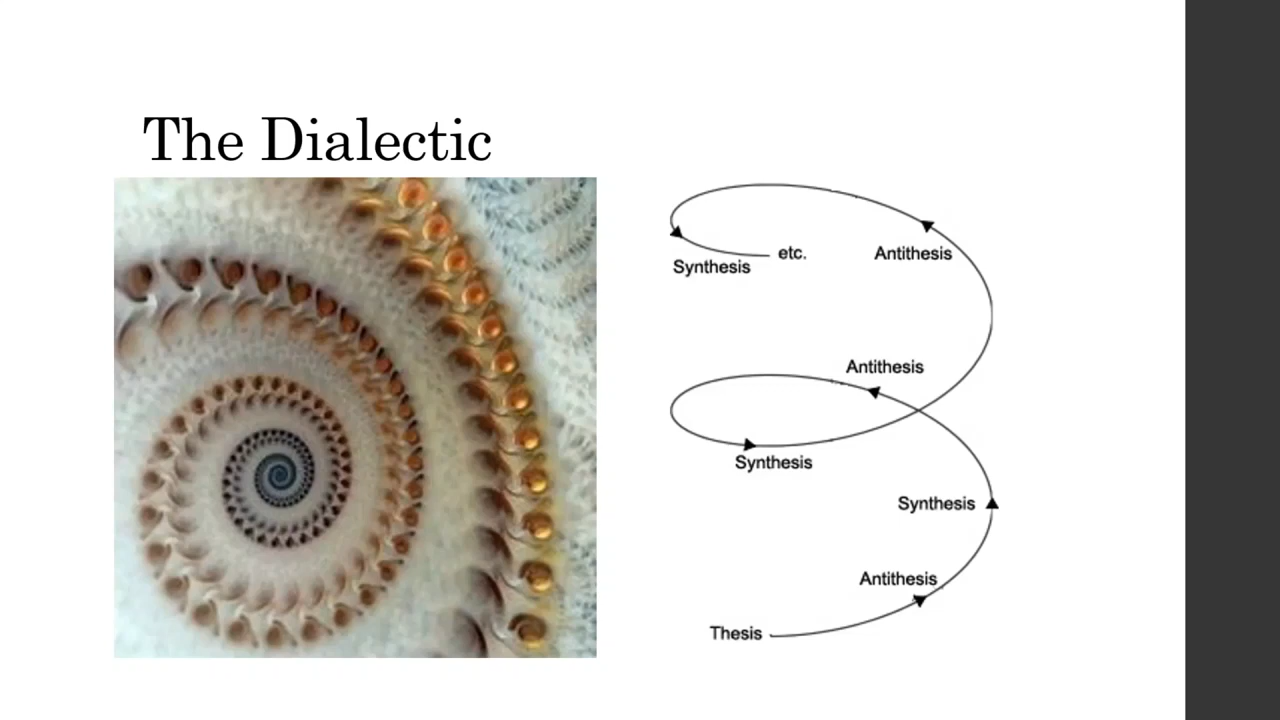 The Dialectic
Antithesis
etc.
Synthesis
Antithesis
Synthesis
Synthesis
Antithesis
Thesis